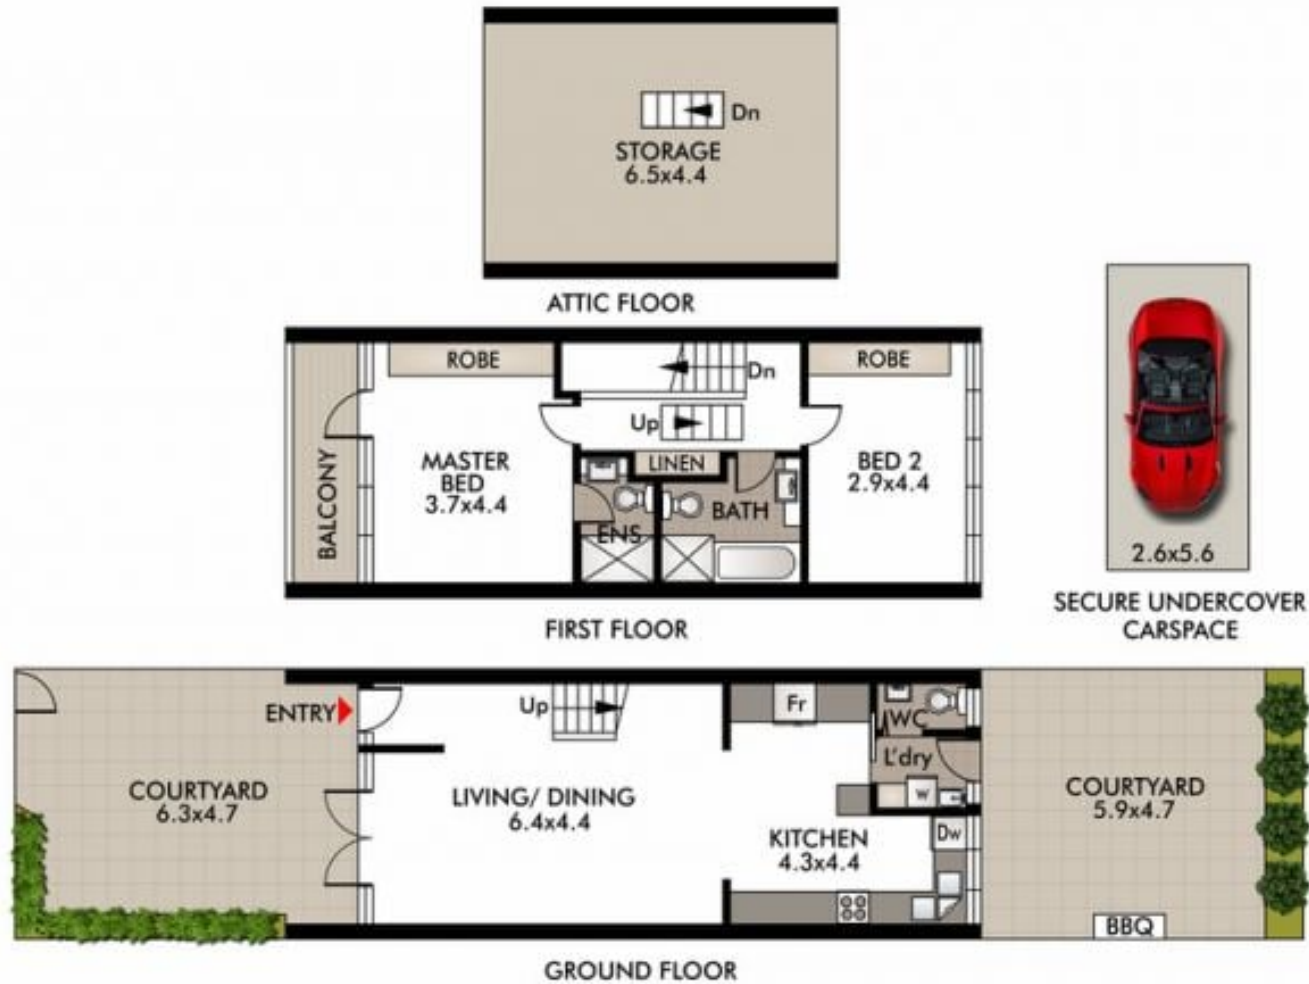 Dn
STORAGE
6.5x4.4
ATTIC FLOOR
ROBE
Dn
ROBE
Up
BALCONY
MASTER
BED
3.7x4.4
LINEN
BED 2
2.9x4.4
ENS
BATH
2.6x5.6
SECURE UNDERCOVER
CARSPACE
FIRST FLOOR
ENTRY
Up
Fr
WC
L'dry
W
COURTYARD
6.3x4.7
LIVING/ DINING
6.4x4.4
KITCHEN
4.3x4.4
Dw
COURTYARD
5.9x4.7
BBQ
GROUND FLOOR